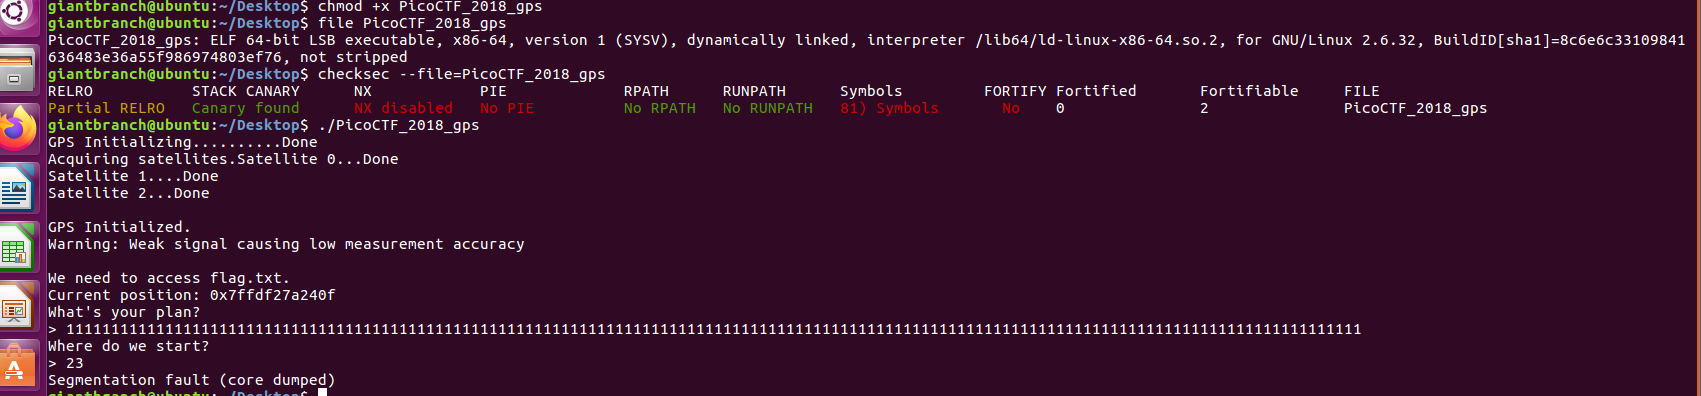 giantbranch@ubuntu:~/Desktop$ chmod +x PicoCTF_2018_gps
giantbranch@ubuntu:~/Desktop$ file PicoCTF_2018_gps
PicoCTF_2018_gps: ELF 64-bit LSB executable, x86-64, version 1 (SYSV), dynamically linked, interpreter /lib64/ld-linux-x86-64.so.2, for GNU/Linux 2.6.32, BuildID[sha1]=8c6e6c33109841
636483e36a55f986974803ef76, not stripped
giantbranch@ubuntu:~/Desktop$ checksec --file=PicoCTF_2018_gps
RELRO STACK CANARY NX PIE RPATH RUNPATH Symbols FORTIFY Fortified Fortifiable FILE
Partial RELRO Canary found NX disabled No PIE No RPATH No RUNPATH 81) Symbols No 0 2 PicoCTF_2018_gps
giantbranch@ubuntu:~/Desktop$ ./PicoCTF_2018_gps
GPS Initializing..........Done
Acquiring satellites.Satellite 0...Done
Satellite 1....Done
Satellite 2...Done
GPS Initialized.
Warning: Weak signal causing low measurement accuracy
We need to access flag.txt.
Current position: 0x7ffdf27a240f
What's your plan?
> 111111111111111111111111111111111111111111111111111111111111111111111111111111111111111111111111111111111111111111111111111111111111111111111111
Where do we start?
> 23
Segmentation fault (core dumped)
giantbranch@ubuntu:~/Desktop$